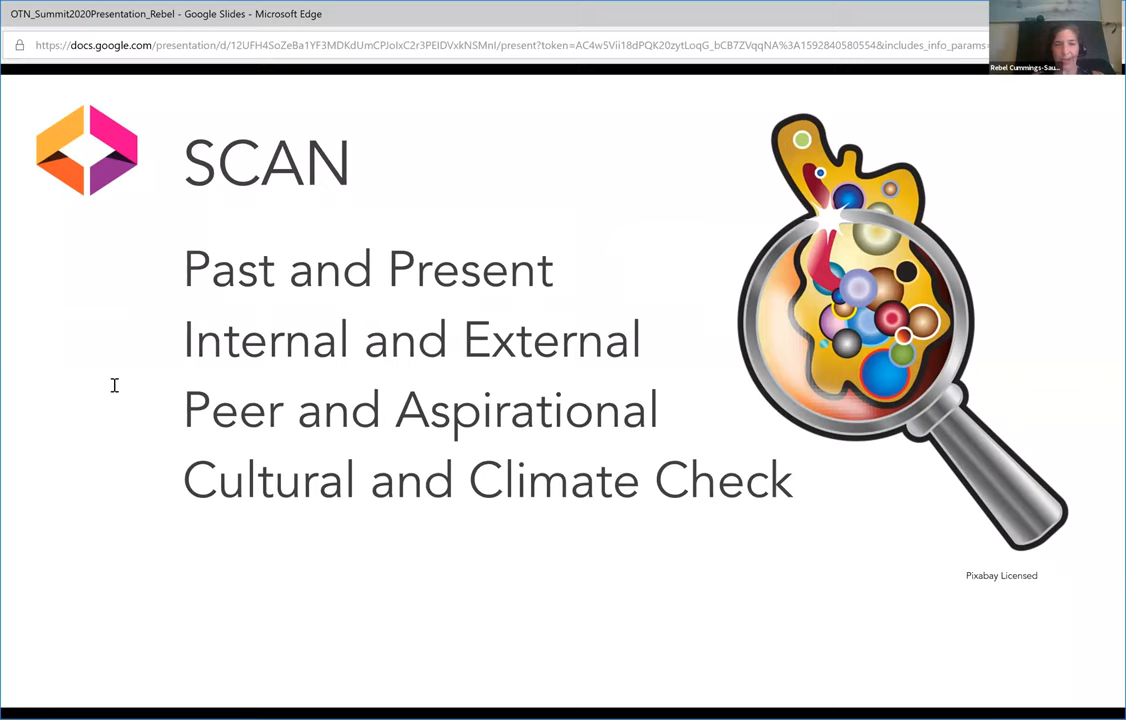 OTN_Summit2020Presentation_Rebel - Google Slides - Microsoft Edge
https://docs.google.com/presentation/d/12UFH4SoZeBa1YF3MDKdUmCPJoIxC2r3PEIDVxkNSMnI/present?token=AC4w5Vii18dPQK20zytLoqG_bCB7ZVqqNA%3A1592840580554&includes_info_params=
Rebel Cummings-Sau...
SCAN
Past and Present
Internal and External
Peer and Aspirational
Cultural and Climate Check
Pixabay Licensed